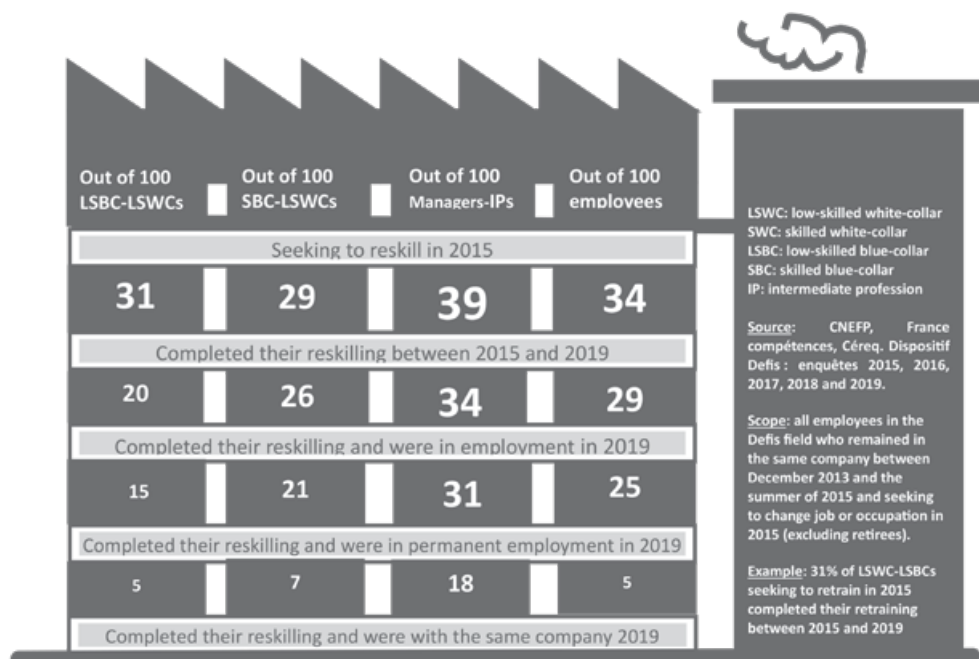 Out of 100
LSBC-LSWCs
Out of 100
SBC-LSWCs
Out of 100
Managers-IPs
Out of 100
employees
Seeking to reskill in 2015
31 29 39 34
Completed their reskilling between 2015 and 2019
20 26 34 29
Completed their reskilling and were in employment in 2019
15 21 31 25
Completed their reskilling and were in permanent employment in 2019
5 7 18 5
Completed their reskilling and were with the same company 2019
LSWC: low-skilled white-collar
SWC: skilled white-collar
LSBC: low-skilled blue-collar
SBC: skilled blue-collar
IP: intermediate profession
Source: CNEFP, France
compétences, Céreq. Dispositif
Defis : enquêtes 2015, 2016,
2017, 2018 and 2019.
Scope: all employees in the
Defis field who remained in
the same company between
December 2013 and the
summer of 2015 and seeking
to change job or occupation in
2015 (excluding retirees).
Example: 31% of LSWC-LSBCs
seeking to retrain in 2015
completed their retraining
between 2015 and 2019